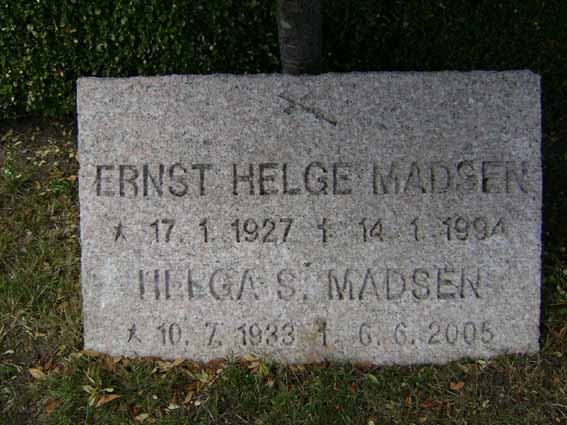 ERNST HELGE MADSEN
* 17. 1. 1927 † 14. 1. 1994
HELGA S. MADSEN
* 10. 7. 1933 † 6. 6. 2005